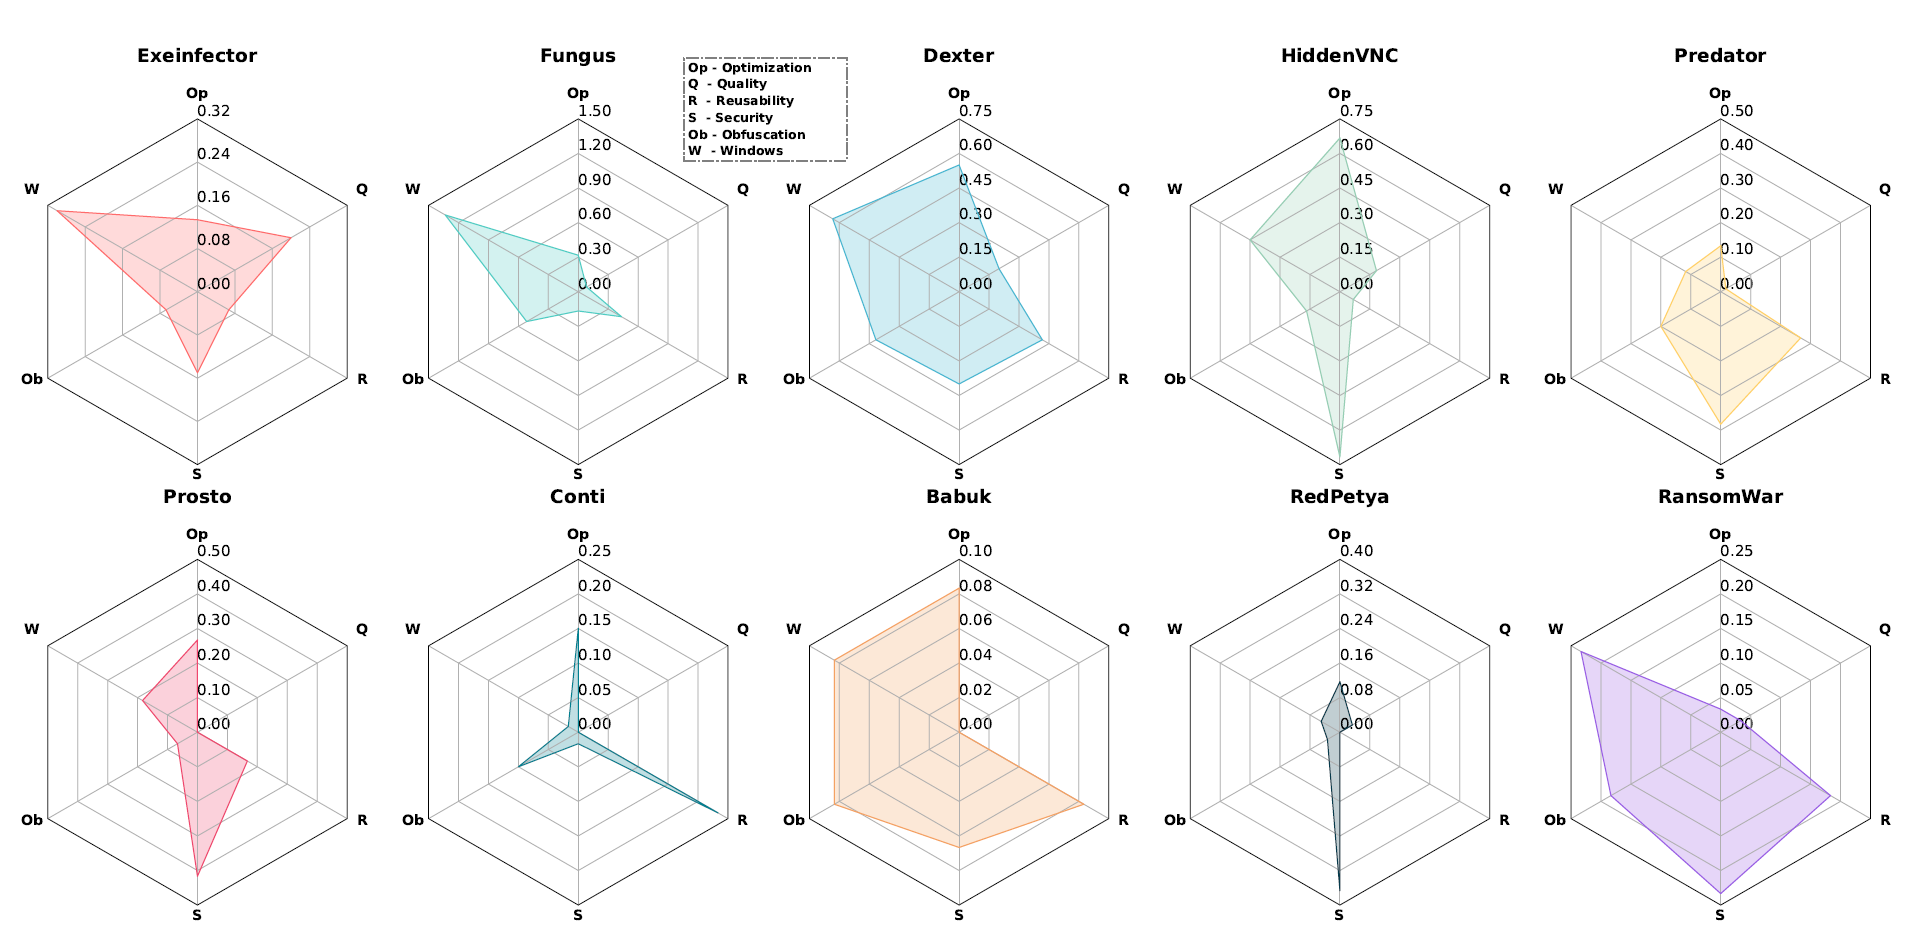 Exeinfector
Op
0.32
0.24
0.16
0.08
0.00
W
Q
Ob
R
S
Fungus
Op
1.50
1.20
0.90
0.60
0.30
0.00
W
Q
Ob
R
S
Op - Optimization
Q - Quality
R - Reusability
S - Security
Ob - Obfuscation
W - Windows
Dexter
Op
0.75
0.60
0.45
0.30
0.15
0.00
W
Q
Ob
R
S
HiddenVNC
Op
0.75
0.60
0.45
0.30
0.15
0.00
W
Q
Ob
R
S
Predator
Op
0.50
0.40
0.30
0.20
0.10
0.00
W
Q
Ob
R
S
Prosto
Op
0.50
0.40
0.30
0.20
0.10
0.00
W
Q
Ob
R
S
Conti
Op
0.25
0.20
0.15
0.10
0.05
0.00
W
Q
Ob
R
S
Babuk
Op
0.10
0.08
0.06
0.04
0.02
0.00
W
Q
Ob
R
S
RedPetya
Op
0.40
0.32
0.24
0.16
0.08
0.00
W
Q
Ob
R
S
RansomWar
Op
0.25
0.20
0.15
0.10
0.05
0.00
W
Q
Ob
R
S